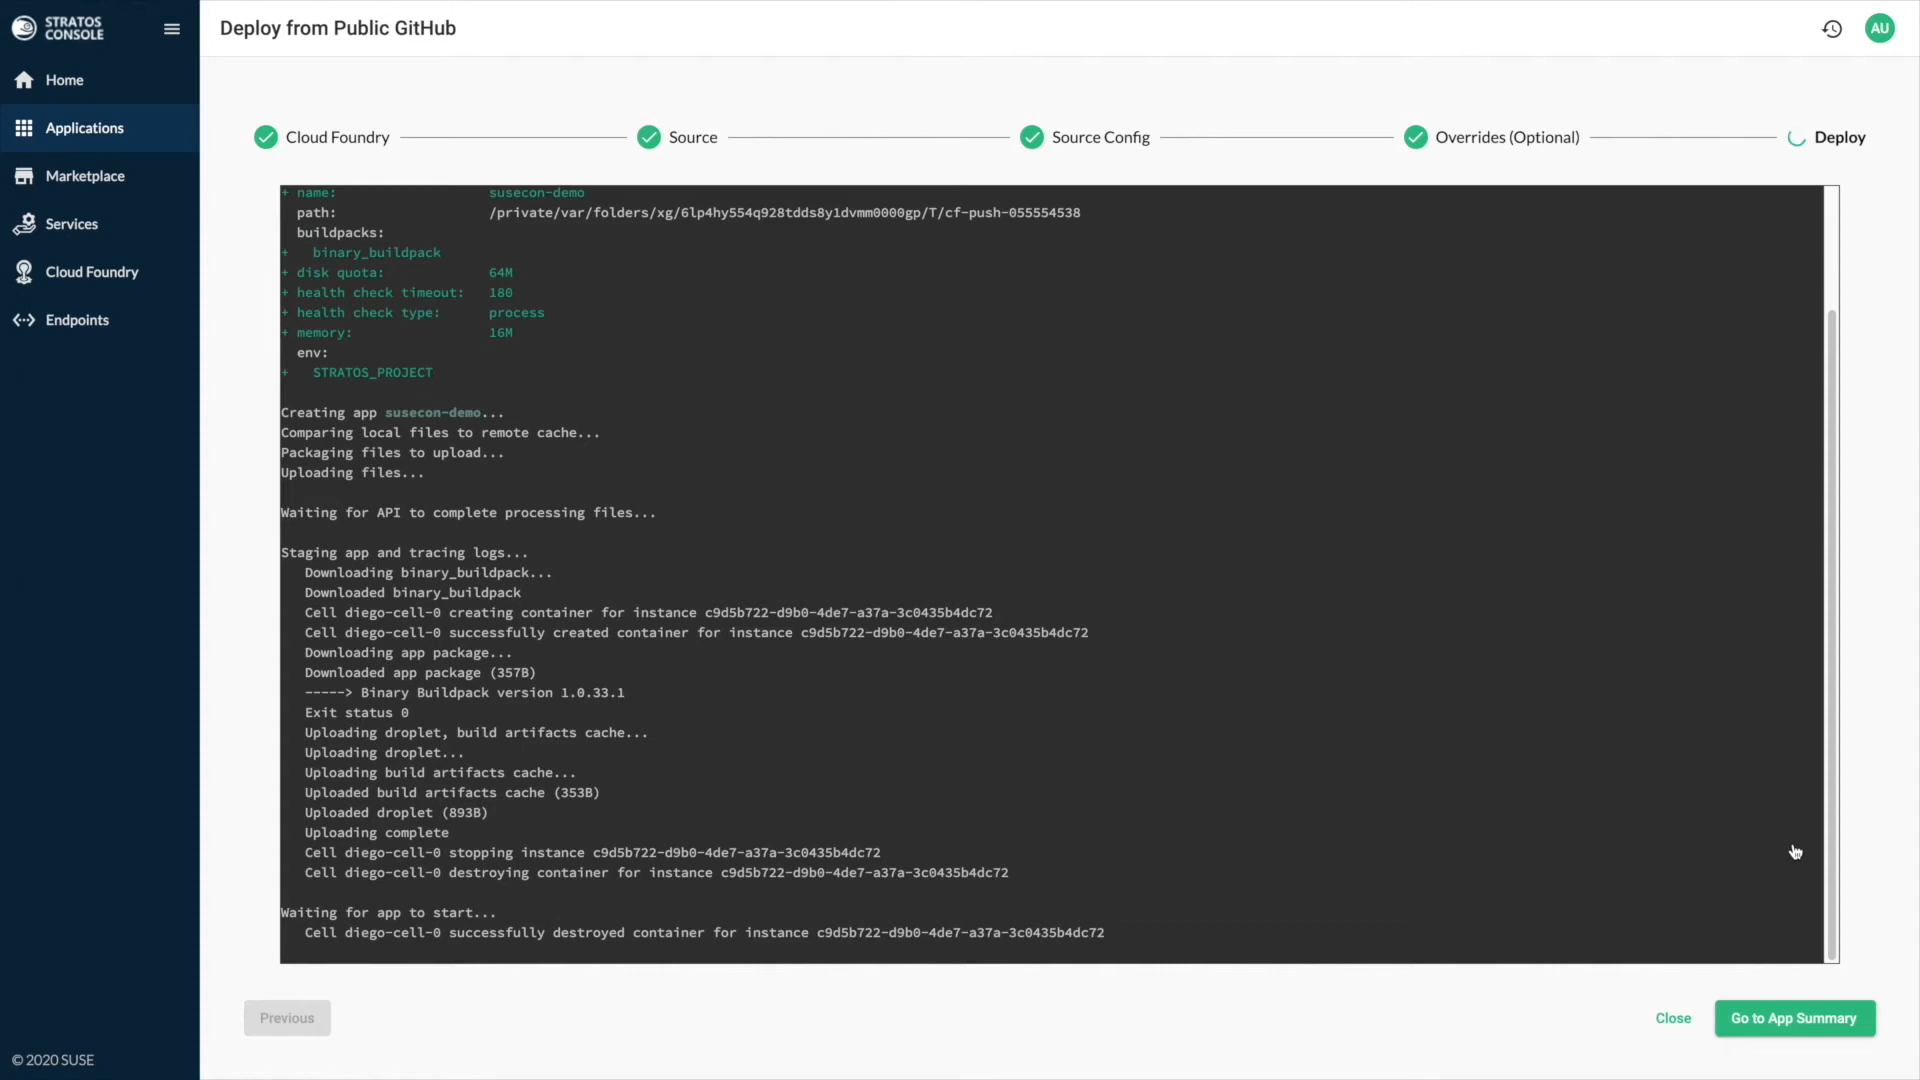 STRATOS
CONSOLE
Deploy from Public GitHub
AU
Home
Applications
Marketplace
Services
Cloud Foundry
Endpoints
Cloud Foundry
Source
Source Config
Overrides (Optional)
Deploy
+ name: susecon-demo
path: /private/var/folders/xg/6lp4hy554q928tdds8y1dvmm0000gp/T/cf-push-055554538
buildpacks:
+ binary_buildpack
+ disk quota: 64M
+ health check timeout: 180
+ health check type: process
+ memory: 16M
env:
+ STRATOS_PROJECT
Creating app susecon-demo...
Comparing local files to remote cache...
Packaging files to upload...
Uploading files...
Waiting for API to complete processing files...
Staging app and tracing logs...
Downloading binary_buildpack...
Downloaded binary_buildpack
Cell diego-cell-0 creating container for instance c9d5b722-d9b0-4de7-a37a-3c0435b4dc72
Cell diego-cell-0 successfully created container for instance c9d5b722-d9b0-4de7-a37a-3c0435b4dc72
Downloading app package...
Downloaded app package (357B)
-----> Binary Buildpack version 1.0.33.1
Exit status 0
Uploading droplet, build artifacts cache...
Uploading droplet...
Uploading build artifacts cache...
Uploaded build artifacts cache (353B)
Uploaded droplet (893B)
Uploading complete
Cell diego-cell-0 stopping instance c9d5b722-d9b0-4de7-a37a-3c0435b4dc72
Cell diego-cell-0 destroying container for instance c9d5b722-d9b0-4de7-a37a-3c0435b4dc72
Waiting for app to start...
Cell diego-cell-0 successfully destroyed container for instance c9d5b722-d9b0-4de7-a37a-3c0435b4dc72
Previous
Close
Go to App Summary
© 2020 SUSE